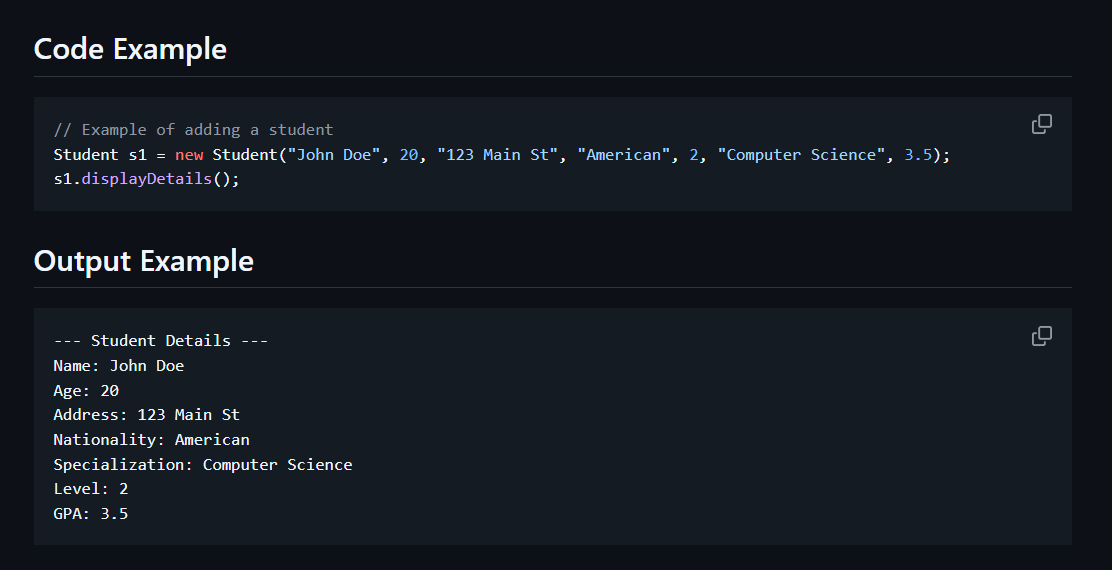 Code Example
// Example of adding a student
Student s1 = new Student("John Doe", 20, "123 Main St", "American", 2, "Computer Science", 3.5);
s1.displayDetails();
Output Example
--- Student Details ---
Name: John Doe
Age: 20
Address: 123 Main St
Nationality: American
Specialization: Computer Science
Level: 2
GPA: 3.5